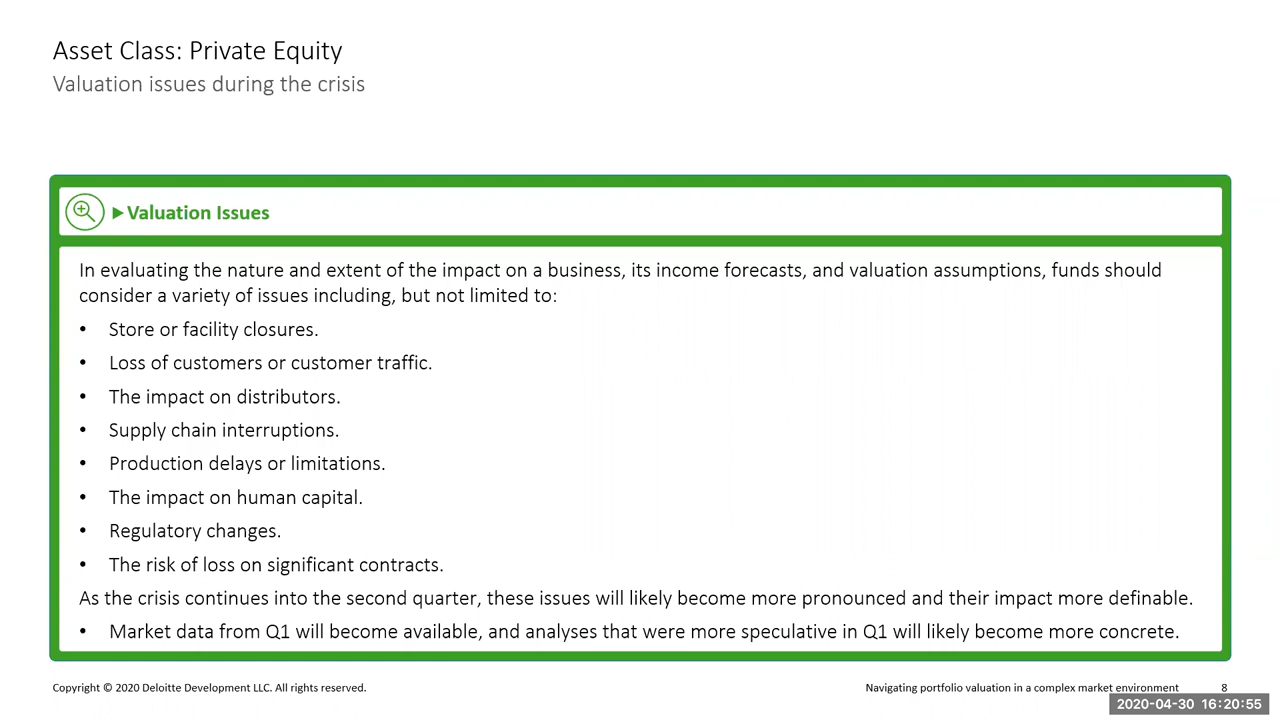 Asset Class: Private Equity
Valuation issues during the crisis
Valuation Issues
In evaluating the nature and extent of the impact on a business, its income forecasts, and valuation assumptions, funds should
consider a variety of issues including, but not limited to:
• Store or facility closures.
• Loss of customers or customer traffic.
• The impact on distributors.
• Supply chain interruptions.
• Production delays or limitations.
• The impact on human capital.
• Regulatory changes.
• The risk of loss on significant contracts.
As the crisis continues into the second quarter, these issues will likely become more pronounced and their impact more definable.
• Market data from Q1 will become available, and analyses that were more speculative in Q1 will likely become more concrete.
Copyright © 2020 Deloitte Development LLC. All rights reserved.
Navigating portfolio valuation in a complex market environment 8
2020-04-30 16:20:55